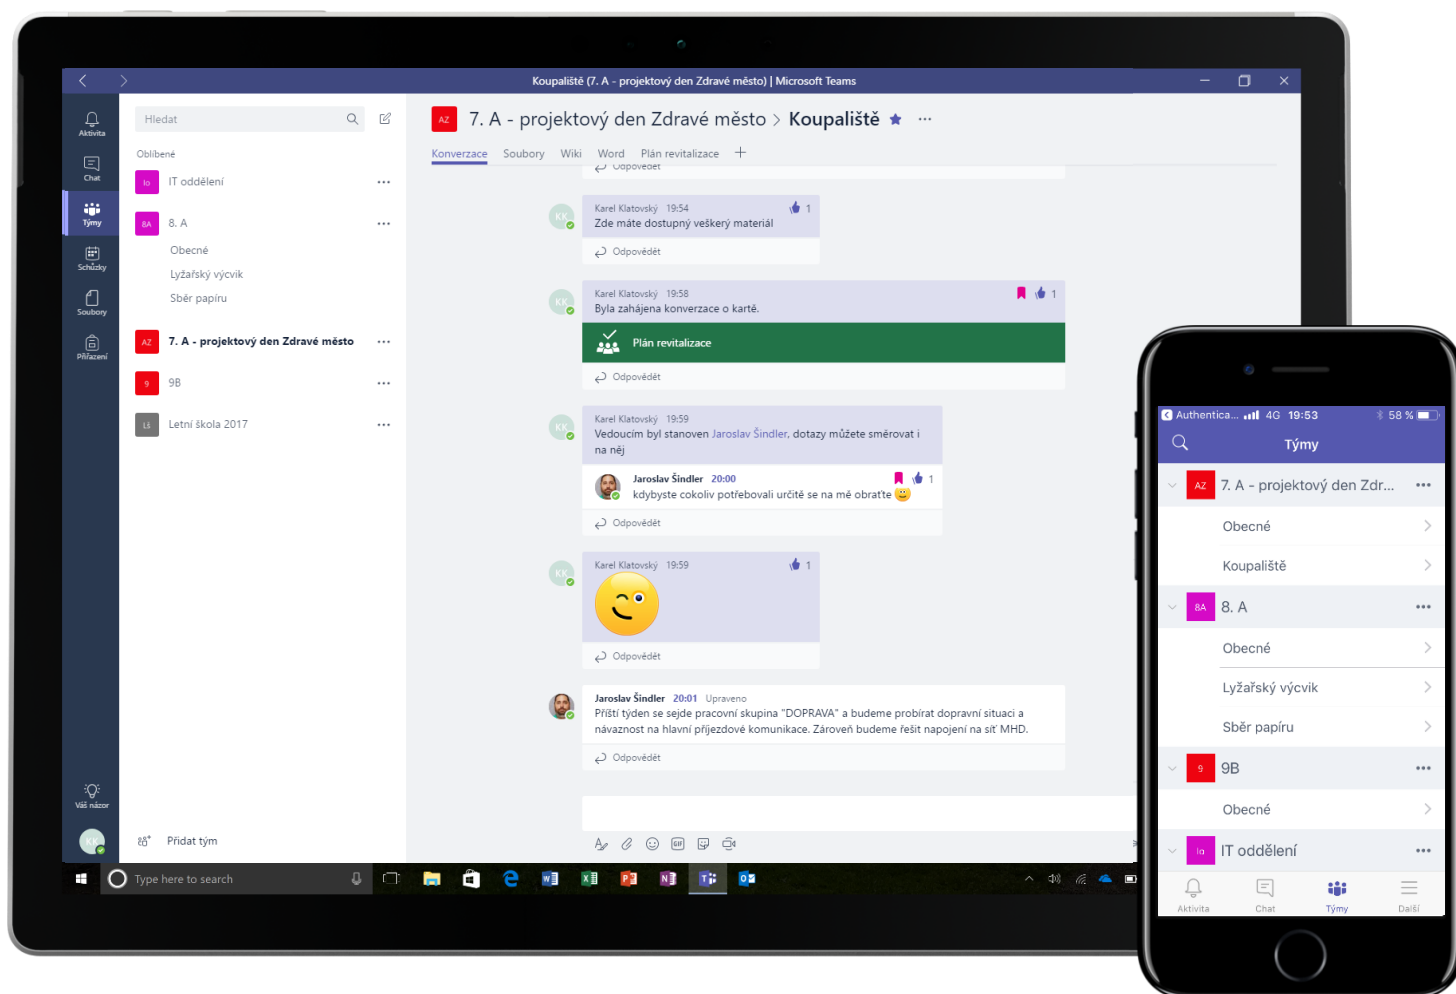 Koupaliště (7. A - projektový den Zdravé město) | Microsoft Teams
Aktivita
Chat
Týmy
Schůzky
Soubory
Přiřazení
Váš názor
KK
Hledat
Oblíbené
Io IT oddělení
8A 8. A
Obecné
Lyžařský výcvik
Sběr papíru
AZ 7. A - projektový den Zdravé město
9 9B
LŠ Letní škola 2017
Přidat tým
AZ 7. A - projektový den Zdravé město > Koupaliště
Konverzace Soubory Wiki Word Plán revitalizace
Odpovědět
KK Karel Klatovský 19:54 1
Zde máte dostupný veškerý materiál
Odpovědět
KK Karel Klatovský 19:58 1
Byla zahájena konverzace o kartě.
Plán revitalizace
Odpovědět
KK Karel Klatovský 19:59
Vedoucím byl stanoven Jaroslav Šindler, dotazy můžete směrovat i
na něj
Jaroslav Šindler 20:00 1
kdybyste cokoliv potřebovali určitě se na mě obraťte
Odpovědět
KK Karel Klatovský 19:59 1
Odpovědět
Jaroslav Šindler 20:01 Upraveno
Příští týden se sejde pracovní skupina "DOPRAVA" a budeme probírat dopravní situaci a
návaznost na hlavní příjezdové komunikace. Zároveň budeme řešit napojení na síť MHD.
Odpovědět
GIF
Type here to search
Authentica... 4G 19:53 58 %
Týmy
AZ 7. A - projektový den Zdr...
Obecné
Koupaliště
8A 8. A
Obecné
Lyžařský výcvik
Sběr papíru
9 9B
Obecné
Io IT oddělení
Aktivita Chat Týmy Další